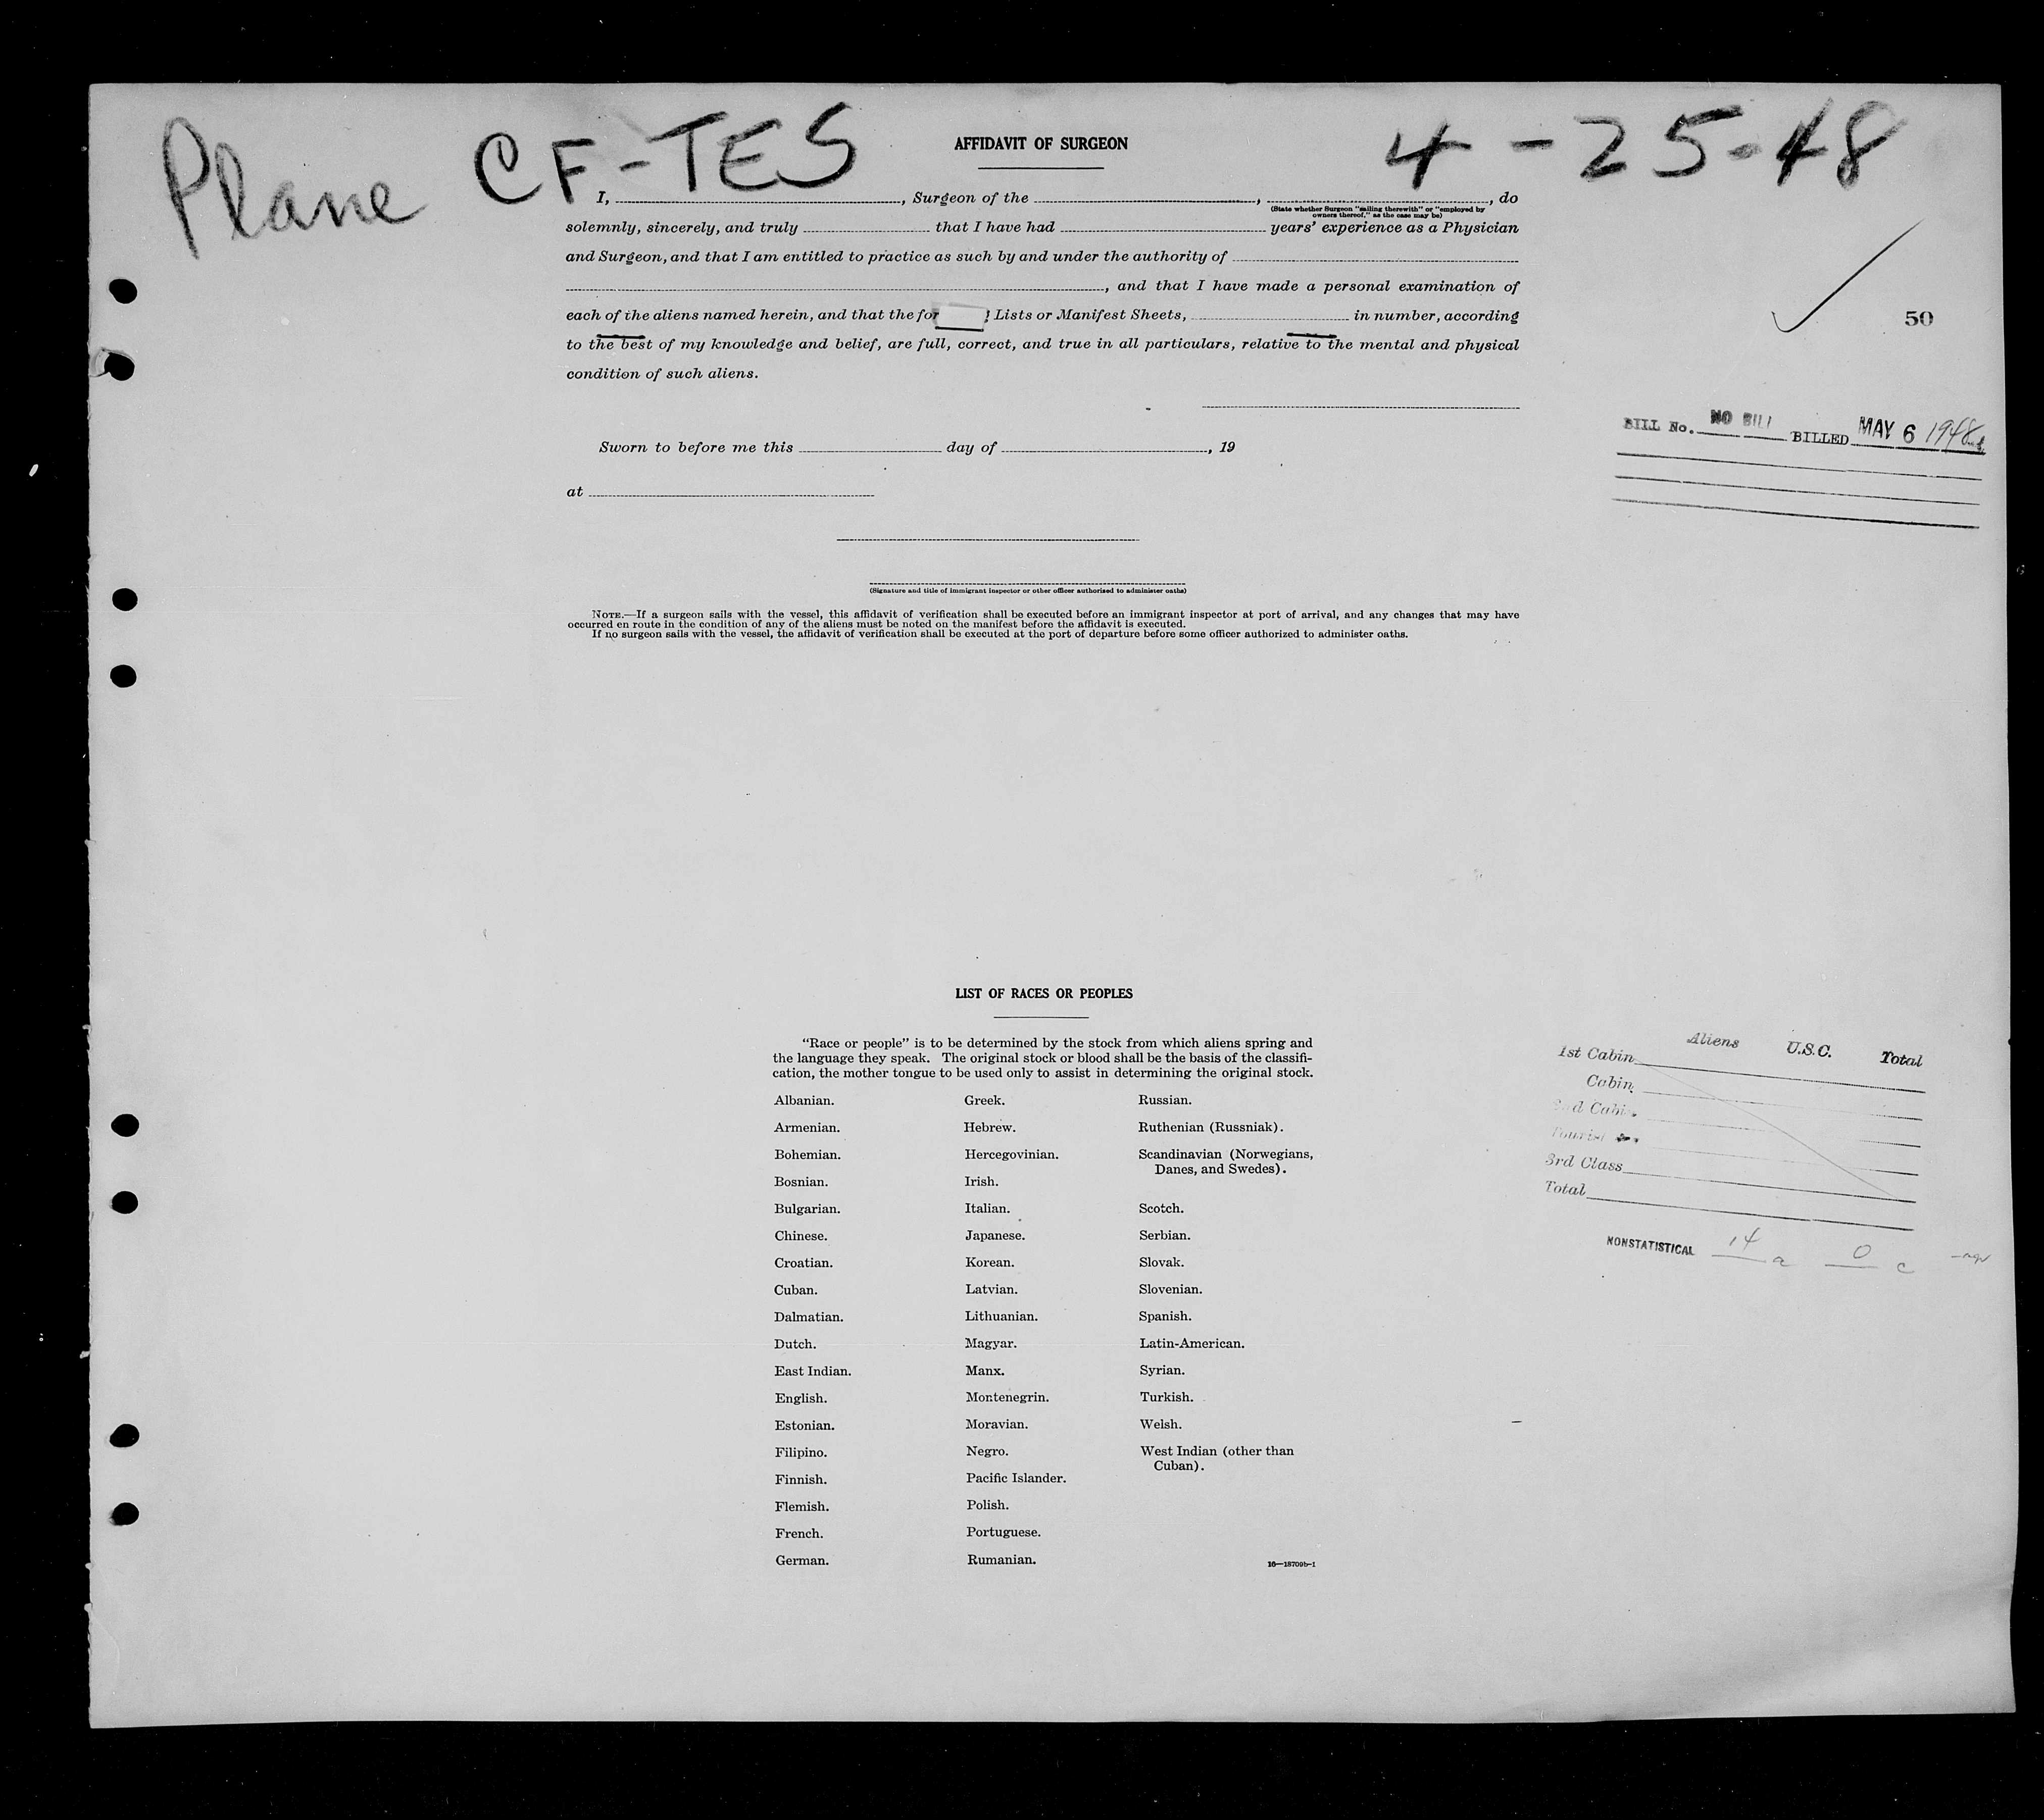 Plane CF-TES 4-25-48
AFFIDAVIT OF SURGEON
I, , Surgeon of the , , do
(State whether Surgeon "sailing therewith" or "employed by
owners thereof," as the case may be)
solemnly, sincerely, and truly that I have had years' experience as a Physician
and Surgeon, and that I am entitled to practice as such by and under the authority of
, and that I have made a personal examination of
50
each of the aliens named herein, and that the for Lists or Manifest Sheets, in number, according
to the best of my knowledge and belief, are full, correct, and true in all particulars, relative to the mental and physical
condition of such aliens.
BILL No. NO BILL BILLED MAY 6 1948
Sworn to before me this day of , 19
at
(Signature and title of immigrant inspector or other officer authorized to administer oaths)
NOTE.—If a surgeon sails with the vessel, this affidavit of verification shall be executed before an immigrant inspector at port of arrival, and any changes that may have
occurred en route in the condition of any of the aliens must be noted on the manifest before the affidavit is executed.
If no surgeon sails with the vessel, the affidavit of verification shall be executed at the port of departure before some officer authorized to administer oaths.
LIST OF RACES OR PEOPLES
"Race or people" is to be determined by the stock from which aliens spring and
the language they speak. The original stock or blood shall be the basis of the classifi-
cation, the mother tongue to be used only to assist in determining the original stock.
Albanian.
Armenian.
Bohemian.
Bosnian.
Bulgarian.
Chinese.
Croatian.
Cuban.
Dalmatian.
Dutch.
East Indian.
English.
Estonian.
Filipino.
Finnish.
Flemish.
French.
German.
Greek.
Hebrew.
Hercegovinian.
Irish.
Italian.
Japanese.
Korean.
Latvian.
Lithuanian.
Magyar.
Manx.
Montenegrin.
Moravian.
Negro.
Pacific Islander.
Polish.
Portuguese.
Rumanian.
Russian.
Ruthenian (Russniak).
Scandinavian (Norwegians,
Danes, and Swedes).
Scotch.
Serbian.
Slovak.
Slovenian.
Spanish.
Latin-American.
Syrian.
Turkish.
Welsh.
West Indian (other than
Cuban).
16—18709b-1
Aliens U.S.C. Total
1st Cabin
Cabin
2nd Cabin
Tourist
3rd Class
Total
NONSTATISTICAL 14 a 0 c